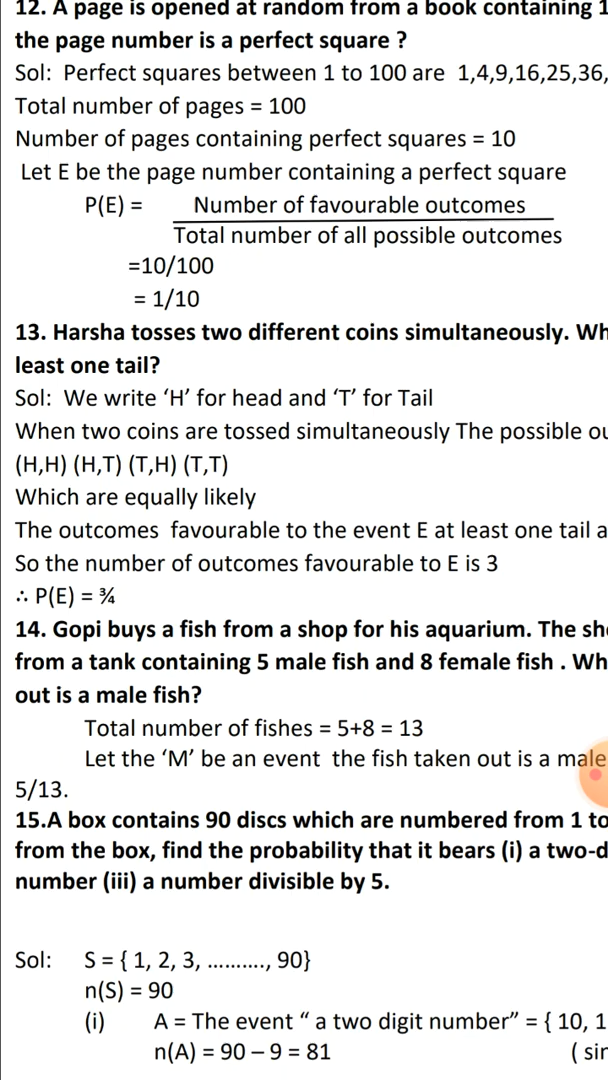 12. A page is opened at random from a book containing 1
the page number is a perfect square ?
Sol: Perfect squares between 1 to 100 are 1,4,9,16,25,36,
Total number of pages = 100
Number of pages containing perfect squares = 10
Let E be the page number containing a perfect square
P(E) = Number of favourable outcomes
Total number of all possible outcomes
=10/100
= 1/10
13. Harsha tosses two different coins simultaneously. Wh
least one tail?
Sol: We write ‘H’ for head and ‘T’ for Tail
When two coins are tossed simultaneously The possible ou
(H,H) (H,T) (T,H) (T,T)
Which are equally likely
The outcomes favourable to the event E at least one tail a
So the number of outcomes favourable to E is 3
∴ P(E) = ¾
14. Gopi buys a fish from a shop for his aquarium. The sh
from a tank containing 5 male fish and 8 female fish . Wh
out is a male fish?
Total number of fishes = 5+8 = 13
Let the ‘M’ be an event the fish taken out is a male
5/13.
15.A box contains 90 discs which are numbered from 1 to
from the box, find the probability that it bears (i) a two-d
number (iii) a number divisible by 5.
Sol: S = { 1, 2, 3, .........., 90}
n(S) = 90
(i) A = The event “ a two digit number” = { 10, 1
n(A) = 90 – 9 = 81 ( sin